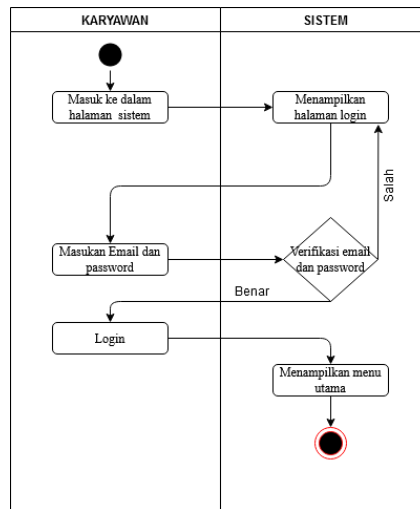 KARYAWAN
SISTEM
Masuk ke dalam
halaman sistem
Menampilkan
halaman login
Salah
Masukan Email dan
password
Verifikasi email
dan password
Benar
Login
Menampilkan menu
utama